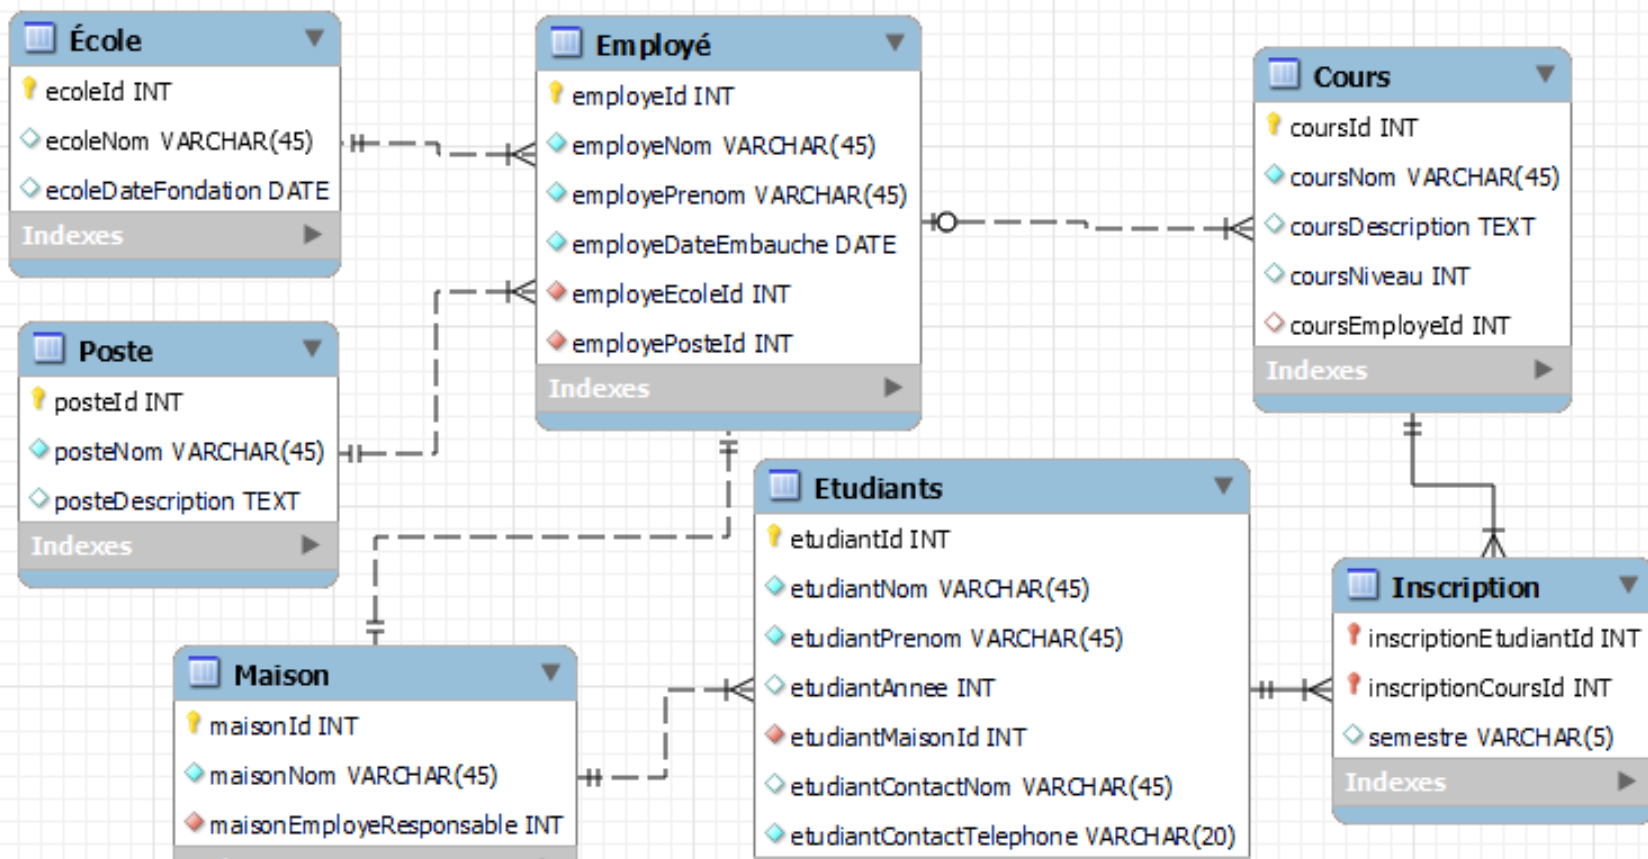 École
ecoleId INT
ecoleNom VARCHAR(45)
ecoleDateFondation DATE
Indexes
Employé
employeId INT
employeNom VARCHAR(45)
employePrenom VARCHAR(45)
employeDateEmbauche DATE
employeEcoleId INT
employePosteId INT
Indexes
Cours
coursId INT
coursNom VARCHAR(45)
coursDescription TEXT
coursNiveau INT
coursEmployeId INT
Indexes
Poste
posteId INT
posteNom VARCHAR(45)
posteDescription TEXT
Indexes
Etudiants
etudiantId INT
etudiantNom VARCHAR(45)
etudiantPrenom VARCHAR(45)
etudiantAnnee INT
etudiantMaisonId INT
etudiantContactNom VARCHAR(45)
etudiantContactTelephone VARCHAR(20)
Inscription
inscriptionEtudiantId INT
inscriptionCoursId INT
semestre VARCHAR(5)
Indexes
Maison
maisonId INT
maisonNom VARCHAR(45)
maisonEmployeResponsable INT